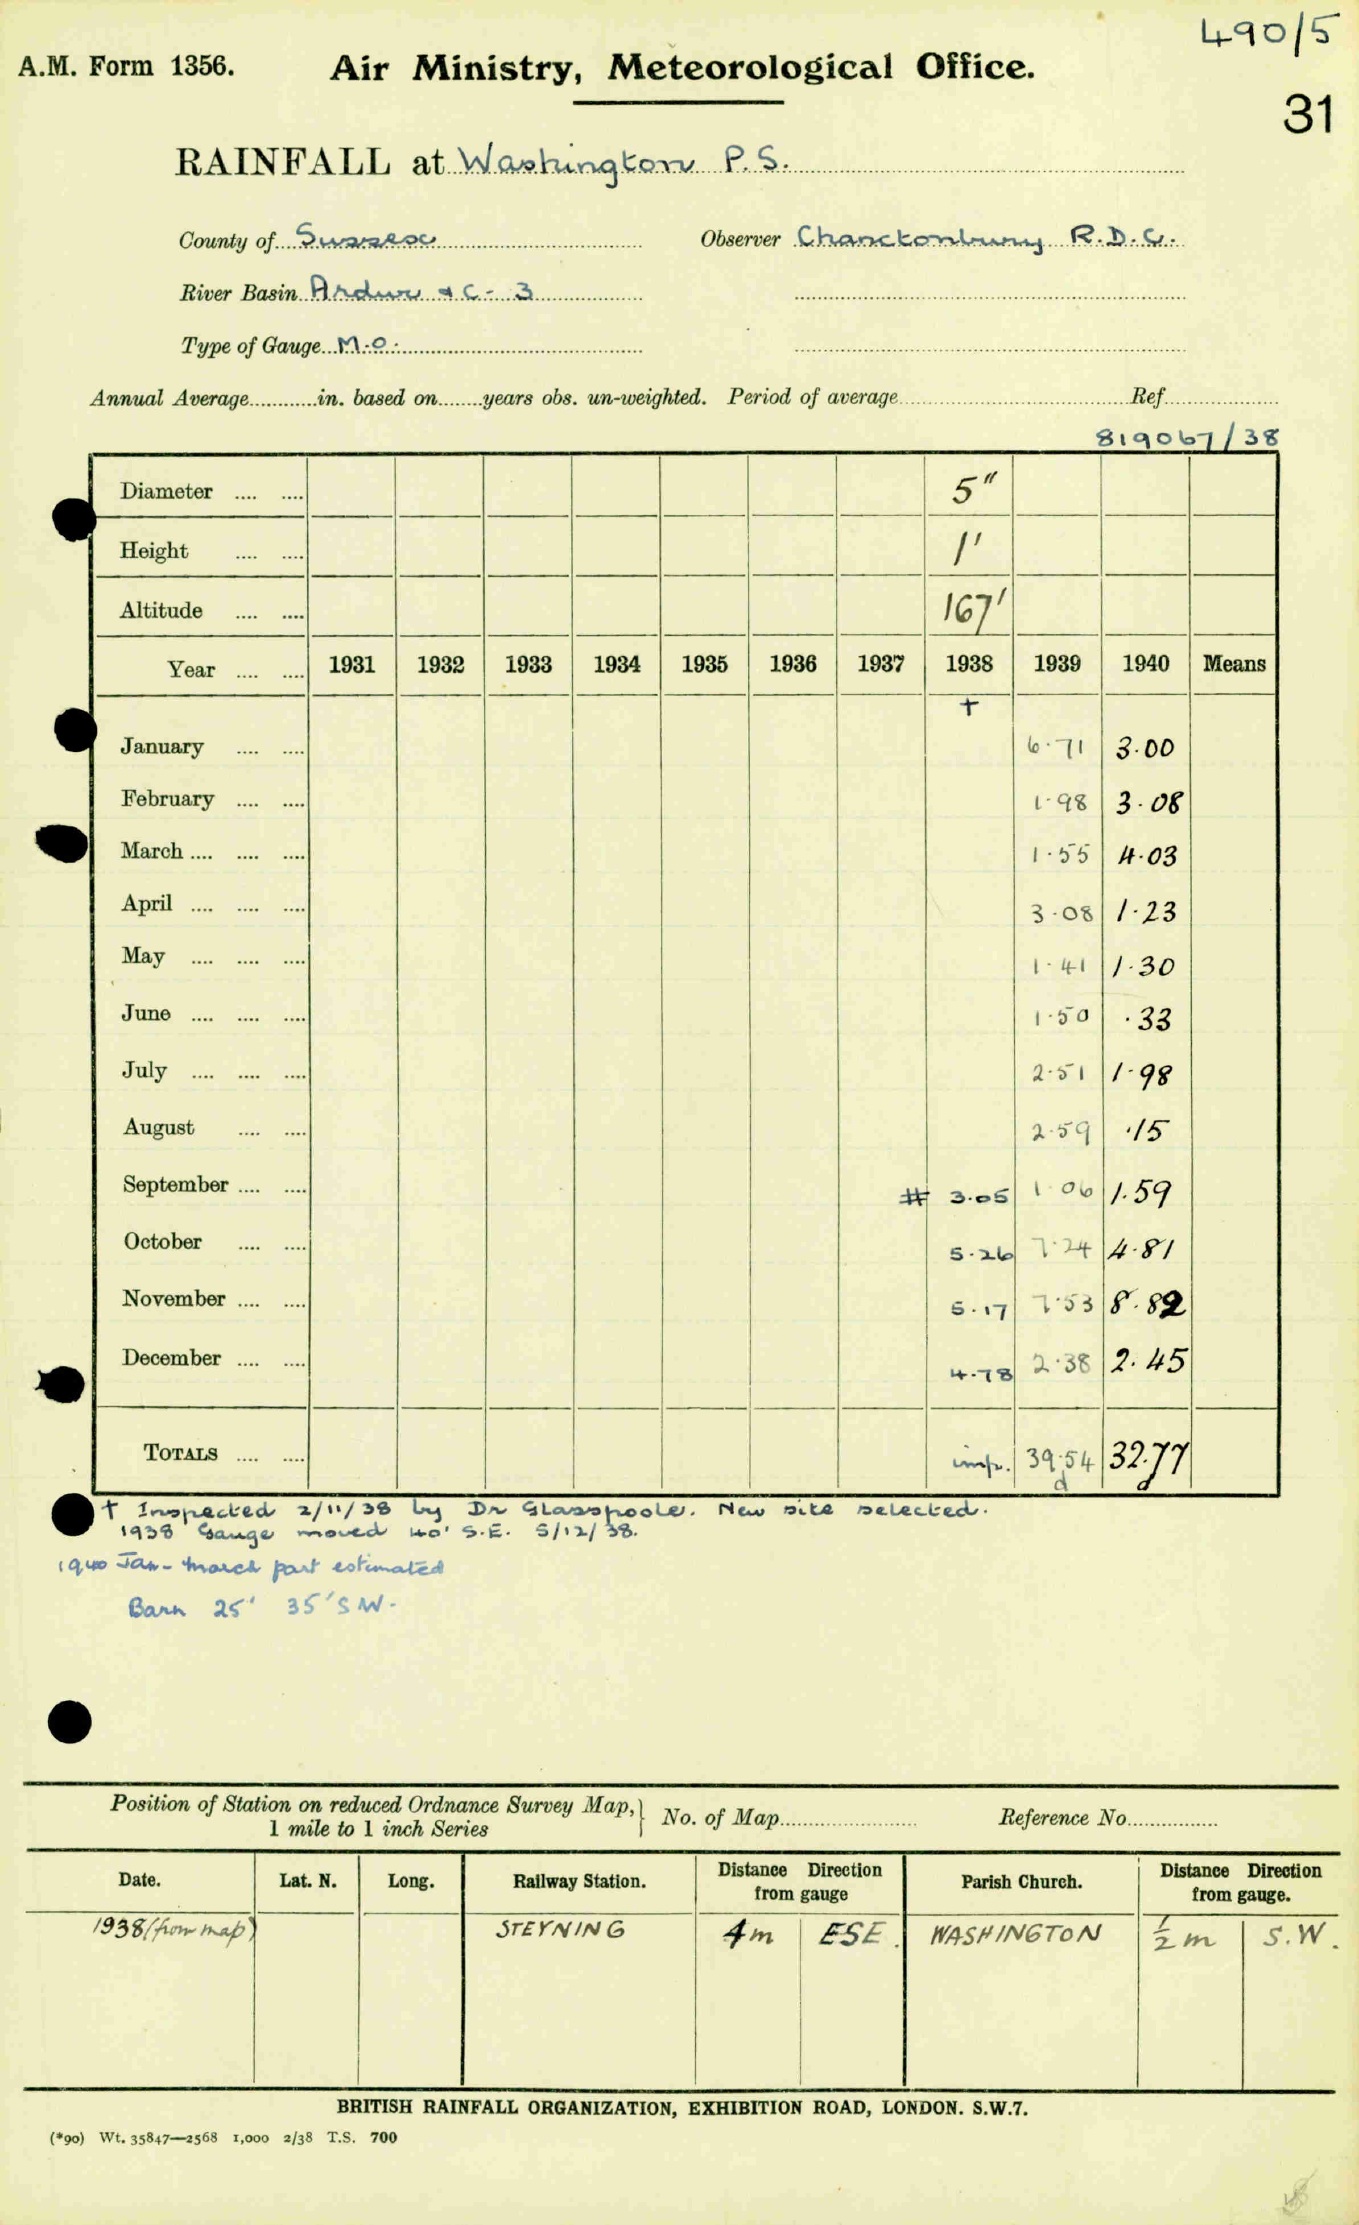 490/5
A.M. Form 1356. Air Ministry, Meteorological Office.
31
RAINFALL at Washington P.S.
County of Sussex Observer Chanctonbury R.D.C.
River Basin Ardur &C - 3
Type of Gauge M.O.
Annual Average............in. based on.......years obs. un-weighted. Period of average.......... Ref..........
819067/38
Diameter .... .... 5"
Height .... .... 1'
Altitude .... .... 167'
Year .... .... 1931 1932 1933 1934 1935 1936 1937 1938 1939 1940 Means
†
January .... .... 6.71 3.00
February .... .... 1.98 3.08
March .... .... .... 1.55 4.03
April .... .... .... 3.08 1.23
May .... .... .... 1.41 1.30
June .... .... .... 1.50 .33
July .... .... .... 2.51 1.98
August .... .... 2.59 .15
September .... .... # 3.05 1.06 1.59
October .... .... 5.26 7.24 4.81
November .... .... 5.17 7.53 8.82
December .... .... 4.78 2.38 2.45
TOTALS .... .... imp. 39.54 32.77
d d
† Inspected 2/11/38 by Dr Glasspoole. New site selected.
1938 Gauge moved 40' S.E. 5/12/38.
1940 Jan - March part estimated
Barn 25' 35' SW.
Position of Station on reduced Ordnance Survey Map, } No. of Map.......... Reference No..........
1 mile to 1 inch Series
Date. Lat. N. Long. Railway Station. Distance Direction from gauge Parish Church. Distance Direction from gauge.
1938 (from map) STEYNING 4m ESE. WASHINGTON ½ m S.W.
BRITISH RAINFALL ORGANIZATION, EXHIBITION ROAD, LONDON. S.W.7.
(*90) Wt. 35847—2568 1,000 2/38 T.S. 700